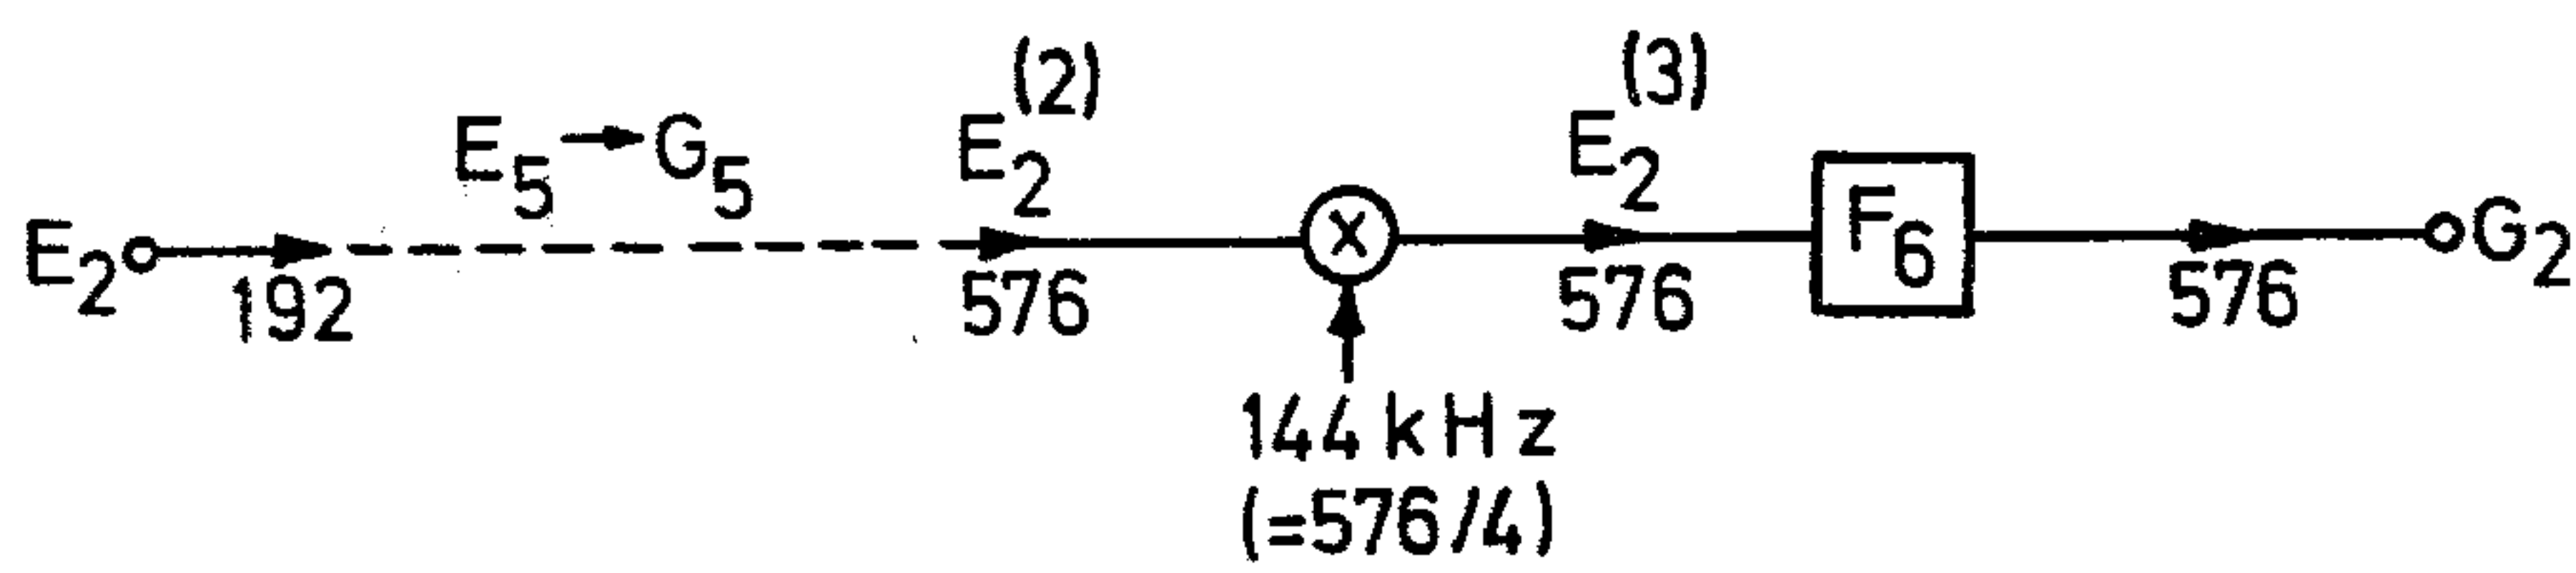 E₂ 192 E₅ → G₅ E₂⁽²⁾ 576 X E₂⁽³⁾ 576 F₆ 576 G₂
144 kHz
(=576/4)